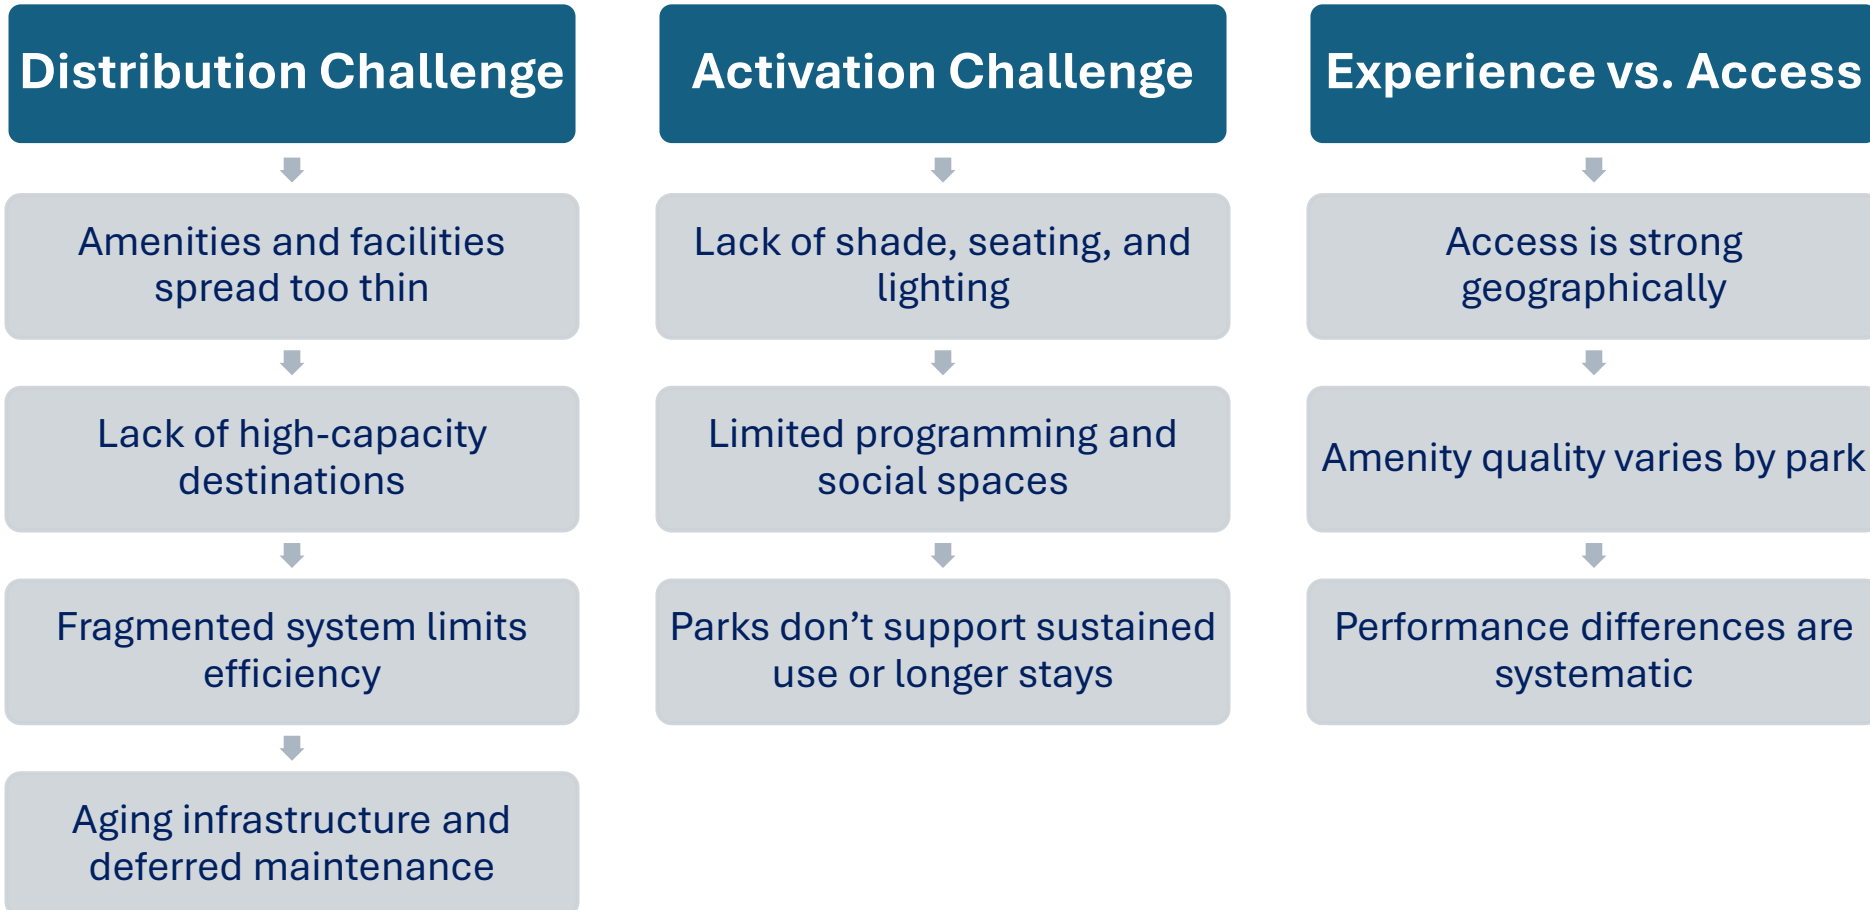 Distribution Challenge
Amenities and facilities
spread too thin
Lack of high-capacity
destinations
Fragmented system limits
efficiency
Aging infrastructure and
deferred maintenance
Activation Challenge
Lack of shade, seating, and
lighting
Limited programming and
social spaces
Parks don’t support sustained
use or longer stays
Experience vs. Access
Access is strong
geographically
Amenity quality varies by park
Performance differences are
systematic